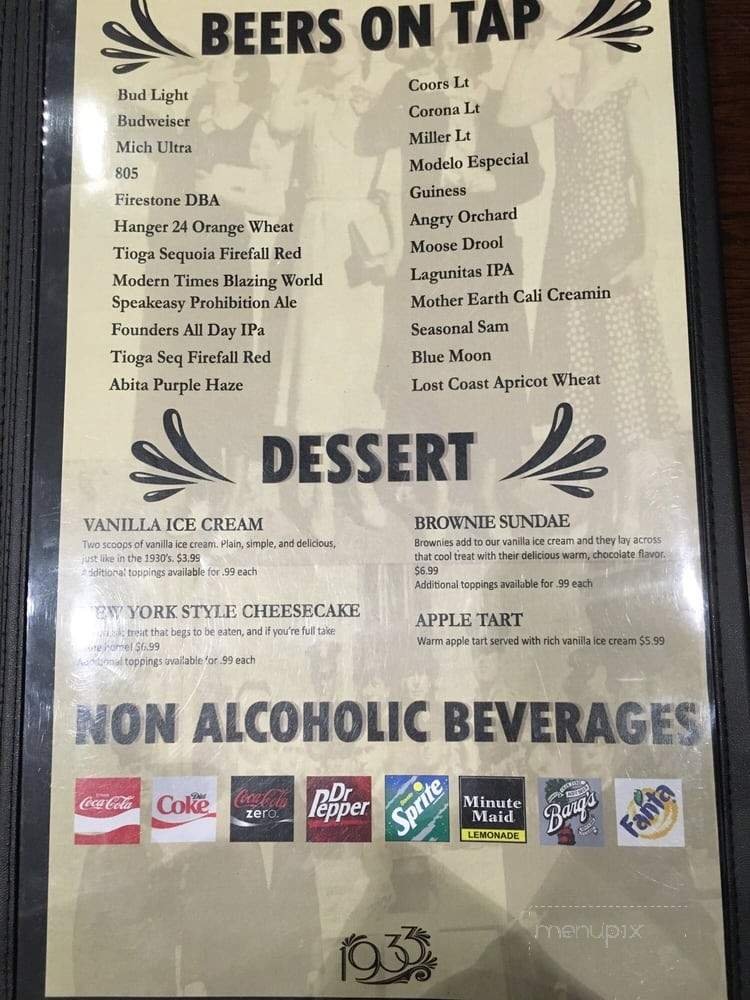 BEERS ON TAP
Bud Light
Budweiser
Mich Ultra
805
Firestone DBA
Hanger 24 Orange Wheat
Tioga Sequoia Firefall Red
Modern Times Blazing World
Speakeasy Prohibition Ale
Founders All Day IPa
Tioga Seq Firefall Red
Abita Purple Haze
Coors Lt
Corona Lt
Miller Lt
Modelo Especial
Guiness
Angry Orchard
Moose Drool
Lagunitas IPA
Mother Earth Cali Creamin
Seasonal Sam
Blue Moon
Lost Coast Apricot Wheat
DESSERT
VANILLA ICE CREAM
Two scoops of vanilla ice cream. Plain, simple, and delicious,
just like in the 1930's. $3.99
Additional toppings available for .99 each
NEW YORK STYLE CHEESECAKE
treat that begs to be eaten, and if you're full take
home! $6.99
Additional toppings available for .99 each
BROWNIE SUNDAE
Brownies add to our vanilla ice cream and they lay across
that cool treat with their delicious warm, chocolate flavor.
$6.99
Additional toppings available for .99 each
APPLE TART
Warm apple tart served with rich vanilla ice cream $5.99
NON ALCOHOLIC BEVERAGES
Coca-Cola
Diet
Coke
Coca-Cola
zero
Dr
Pepper
Sprite
Minute
Maid
LEMONADE
Barq's
Fanta
menupix
1933